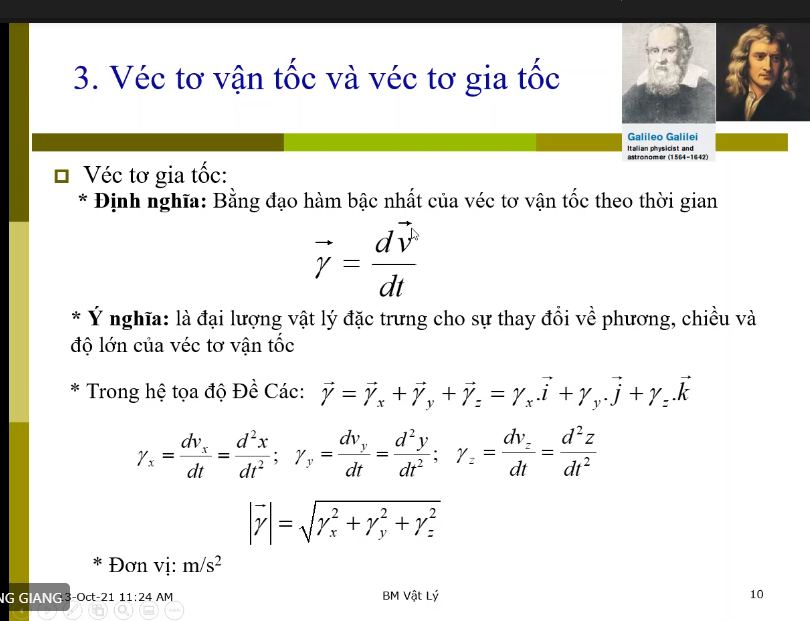 3. Véc tơ vận tốc và véc tơ gia tốc
Galileo Galilei
Italian physicist and
astronomer (1564-1642)
Véc tơ gia tốc:
* Định nghĩa: Bằng đạo hàm bậc nhất của véc tơ vận tốc theo thời gian
$\vec{\gamma} = \frac{d\vec{v}}{dt}$
* Ý nghĩa: là đại lượng vật lý đặc trưng cho sự thay đổi về phương, chiều và
độ lớn của véc tơ vận tốc
* Trong hệ tọa độ Đề Các: $\vec{\gamma} = \vec{\gamma}_x + \vec{\gamma}_y + \vec{\gamma}_z = \gamma_x.\vec{i} + \gamma_y.\vec{j} + \gamma_z.\vec{k}$
$\gamma_x = \frac{dv_x}{dt} = \frac{d^2x}{dt^2}; \gamma_y = \frac{dv_y}{dt} = \frac{d^2y}{dt^2}; \gamma_z = \frac{dv_z}{dt} = \frac{d^2z}{dt^2}$
$|\vec{\gamma}| = \sqrt{\gamma_x^2 + \gamma_y^2 + \gamma_z^2}$
* Đơn vị: m/s²
NG GIANG 3-Oct-21 11:24 AM BM Vật Lý 10